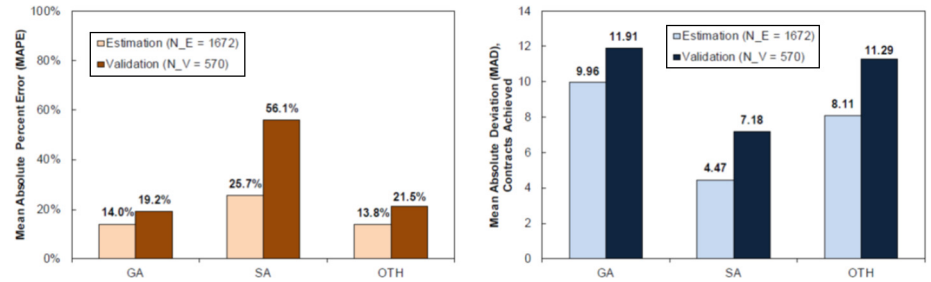 Mean Absolute Percent Error (MAPE)
100%
80%
60%
40%
20%
0%
Estimation (N_E = 1672)
Validation (N_V = 570)
14.0%
19.2%
25.7%
56.1%
13.8%
21.5%
GA
SA
OTH
Mean Absolute Deviation (MAD),
Contracts Achieved
14
12
10
8
6
4
2
0
Estimation (N_E = 1672)
Validation (N_V = 570)
9.96
11.91
4.47
7.18
8.11
11.29
GA
SA
OTH